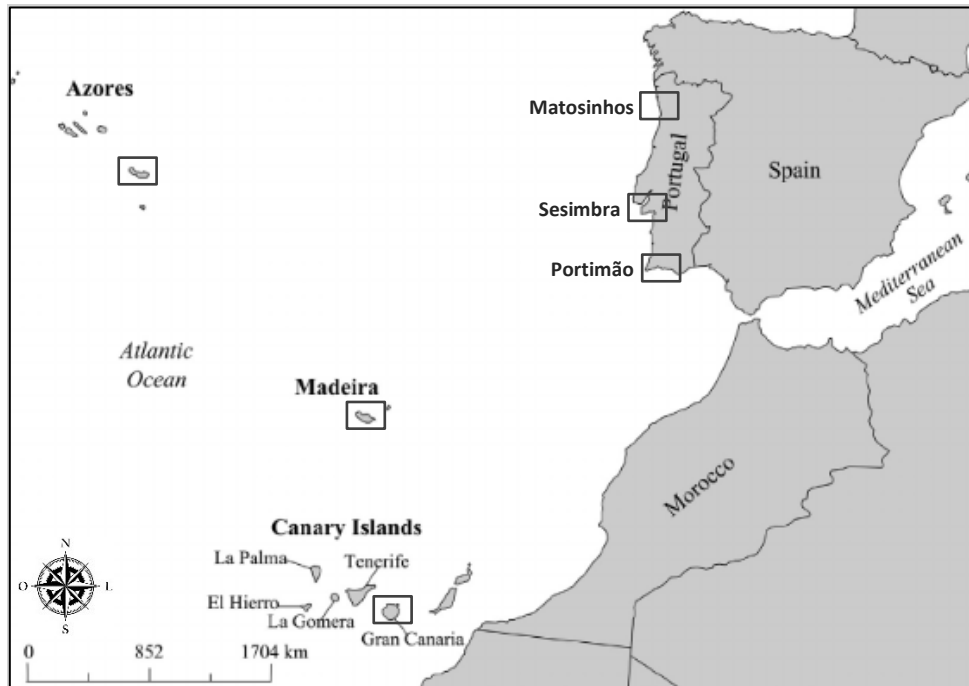 Azores
Matosinhos
Portugal
Spain
Sesimbra
Portimão
Mediterranean
Sea
Atlantic
Ocean
Madeira
Morocco
Canary Islands
La Palma
Tenerife
El Hierro
La Gomera
Gran Canaria
N
O
L
S
0
852
1704 km